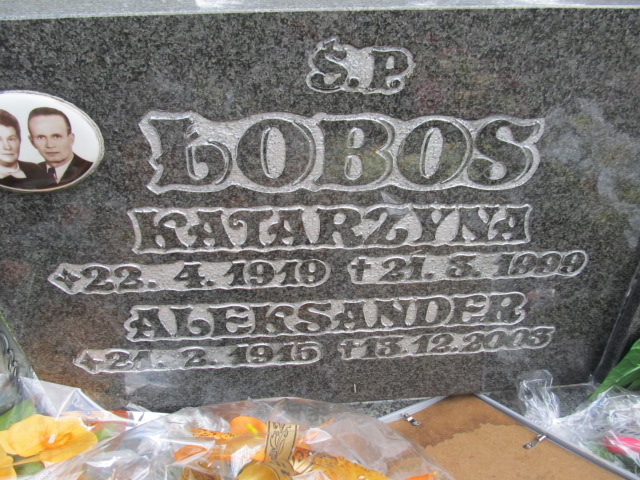 Ś.P.
ŁOBOS
KATARZYNA
22. 4. 1919 † 21. 3. 1999
ALEKSANDER
21. 2. 1915 † 13. 12. 2003